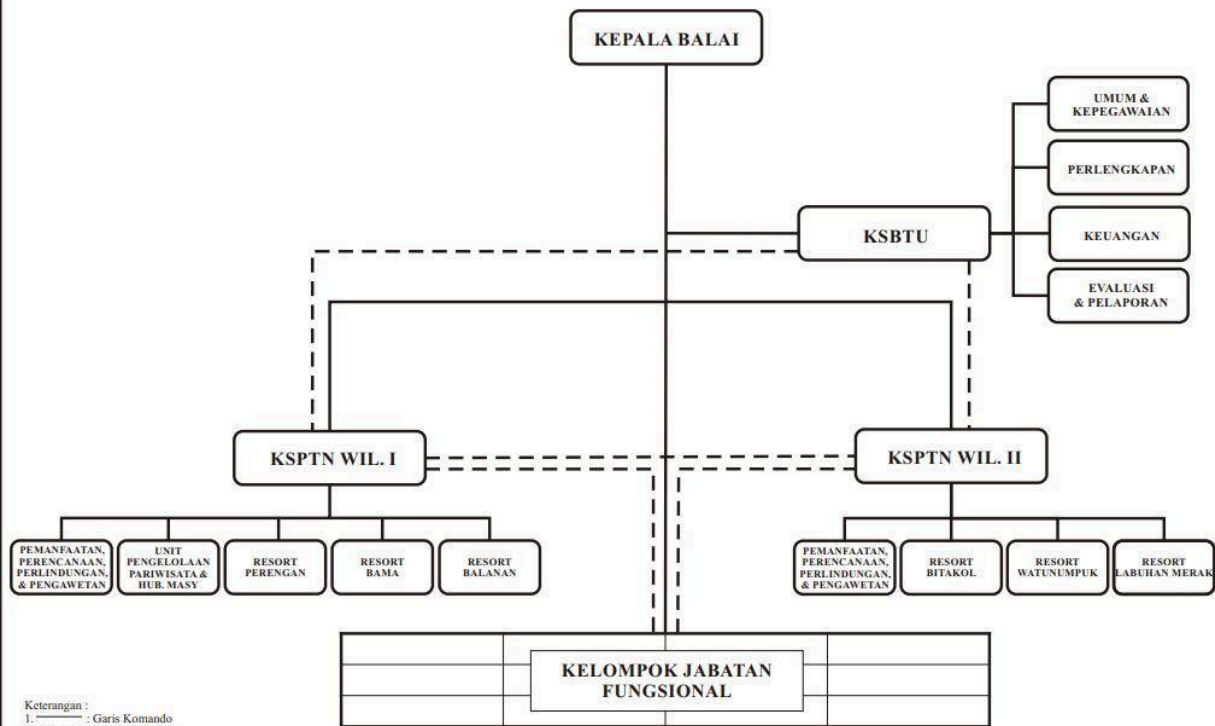 KEPALA BALAI
UMUM &
KEPEGAWAIAN
PERLENGKAPAN
KSBTU
KEUANGAN
EVALUASI
& PELAPORAN
KSPTN WIL. I
KSPTN WIL. II
PEMANFAATAN,
PERENCANAAN,
PERLINDUNGAN,
& PENGAWETAN
UNIT
PENGELOLAAN
PARIWISATA &
HUB. MASY
RESORT
PERENGAN
RESORT
BAMA
RESORT
BALANAN
PEMANFAATAN,
PERENCANAAN,
PERLINDUNGAN,
& PENGAWETAN
RESORT
BITAKOL
RESORT
WATUNUMPUK
RESORT
LABUHAN MERAK
KELOMPOK JABATAN
FUNGSIONAL
Keterangan :
1. : Garis Komando